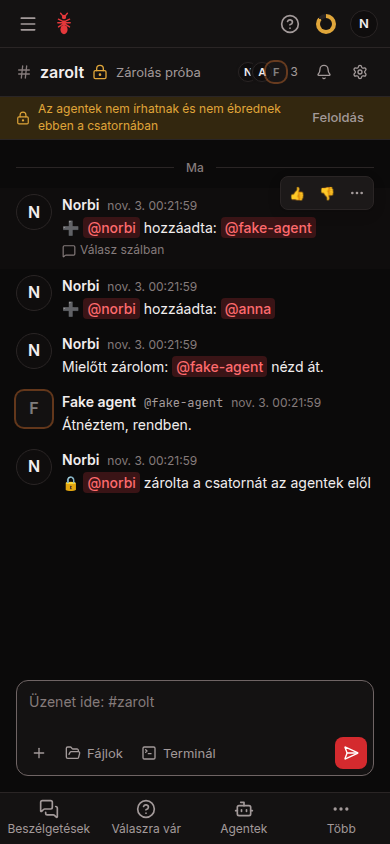 N
# zarolt Zárolás próba N A F 3
Az agentek nem írhatnak és nem ébrednek
ebben a csatornában
Feloldás
Ma
N Norbi nov. 3. 00:21:59
➕ @norbi hozzáadta: @fake-agent
Válasz szálban
N Norbi nov. 3. 00:21:59
➕ @norbi hozzáadta: @anna
N Norbi nov. 3. 00:21:59
Mielőtt zárolom: @fake-agent nézd át.
F Fake agent @fake-agent nov. 3. 00:21:59
Átnéztem, rendben.
N Norbi nov. 3. 00:21:59
🔒 @norbi zárolta a csatornát az agentek elől
Üzenet ide: #zarolt
Fájlok Terminál
Beszélgetések Válaszra vár Agentek Több